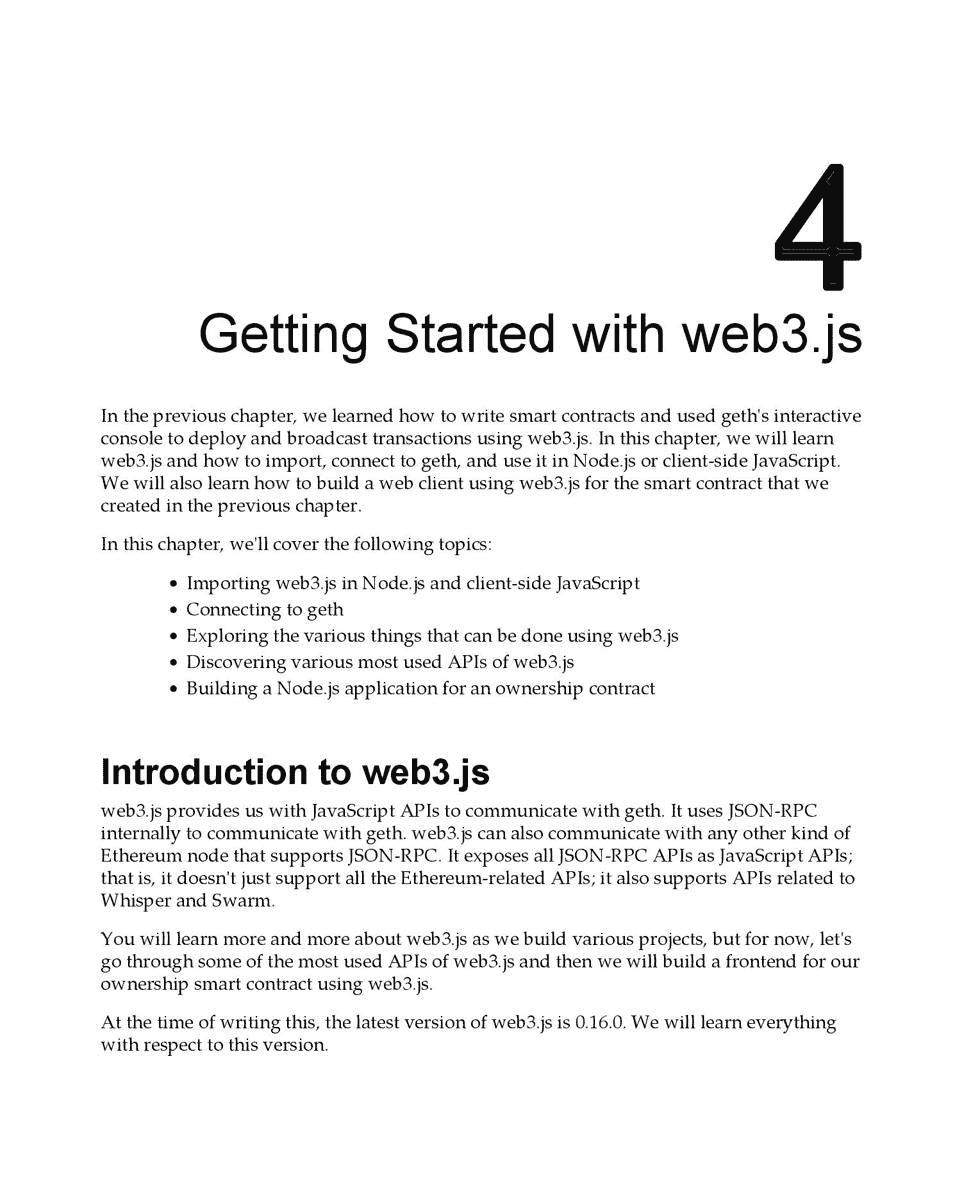 4
Getting Started with web3.js
In the previous chapter, we learned how to write smart contracts and used geth's interactive
console to deploy and broadcast transactions using web3.js. In this chapter, we will learn
web3.js and how to import, connect to geth, and use it in Node.js or client-side JavaScript.
We will also learn how to build a web client using web3.js for the smart contract that we
created in the previous chapter.
In this chapter, we'll cover the following topics:
• Importing web3.js in Node.js and client-side JavaScript
• Connecting to geth
• Exploring the various things that can be done using web3.js
• Discovering various most used APIs of web3.js
• Building a Node.js application for an ownership contract
Introduction to web3.js
web3.js provides us with JavaScript APIs to communicate with geth. It uses JSON-RPC
internally to communicate with geth. web3.js can also communicate with any other kind of
Ethereum node that supports JSON-RPC. It exposes all JSON-RPC APIs as JavaScript APIs;
that is, it doesn't just support all the Ethereum-related APIs; it also supports APIs related to
Whisper and Swarm.
You will learn more and more about web3.js as we build various projects, but for now, let's
go through some of the most used APIs of web3.js and then we will build a frontend for our
ownership smart contract using web3.js.
At the time of writing this, the latest version of web3.js is 0.16.0. We will learn everything
with respect to this version.